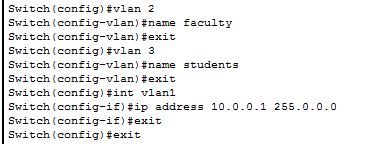 Switch(config)#vlan 2
Switch(config-vlan)#name faculty
Switch(config-vlan)#exit
Switch(config)#vlan 3
Switch(config-vlan)#name students
Switch(config-vlan)#exit
Switch(config)#int vlan1
Switch(config-if)#ip address 10.0.0.1 255.0.0.0
Switch(config-if)#exit
Switch(config)#exit